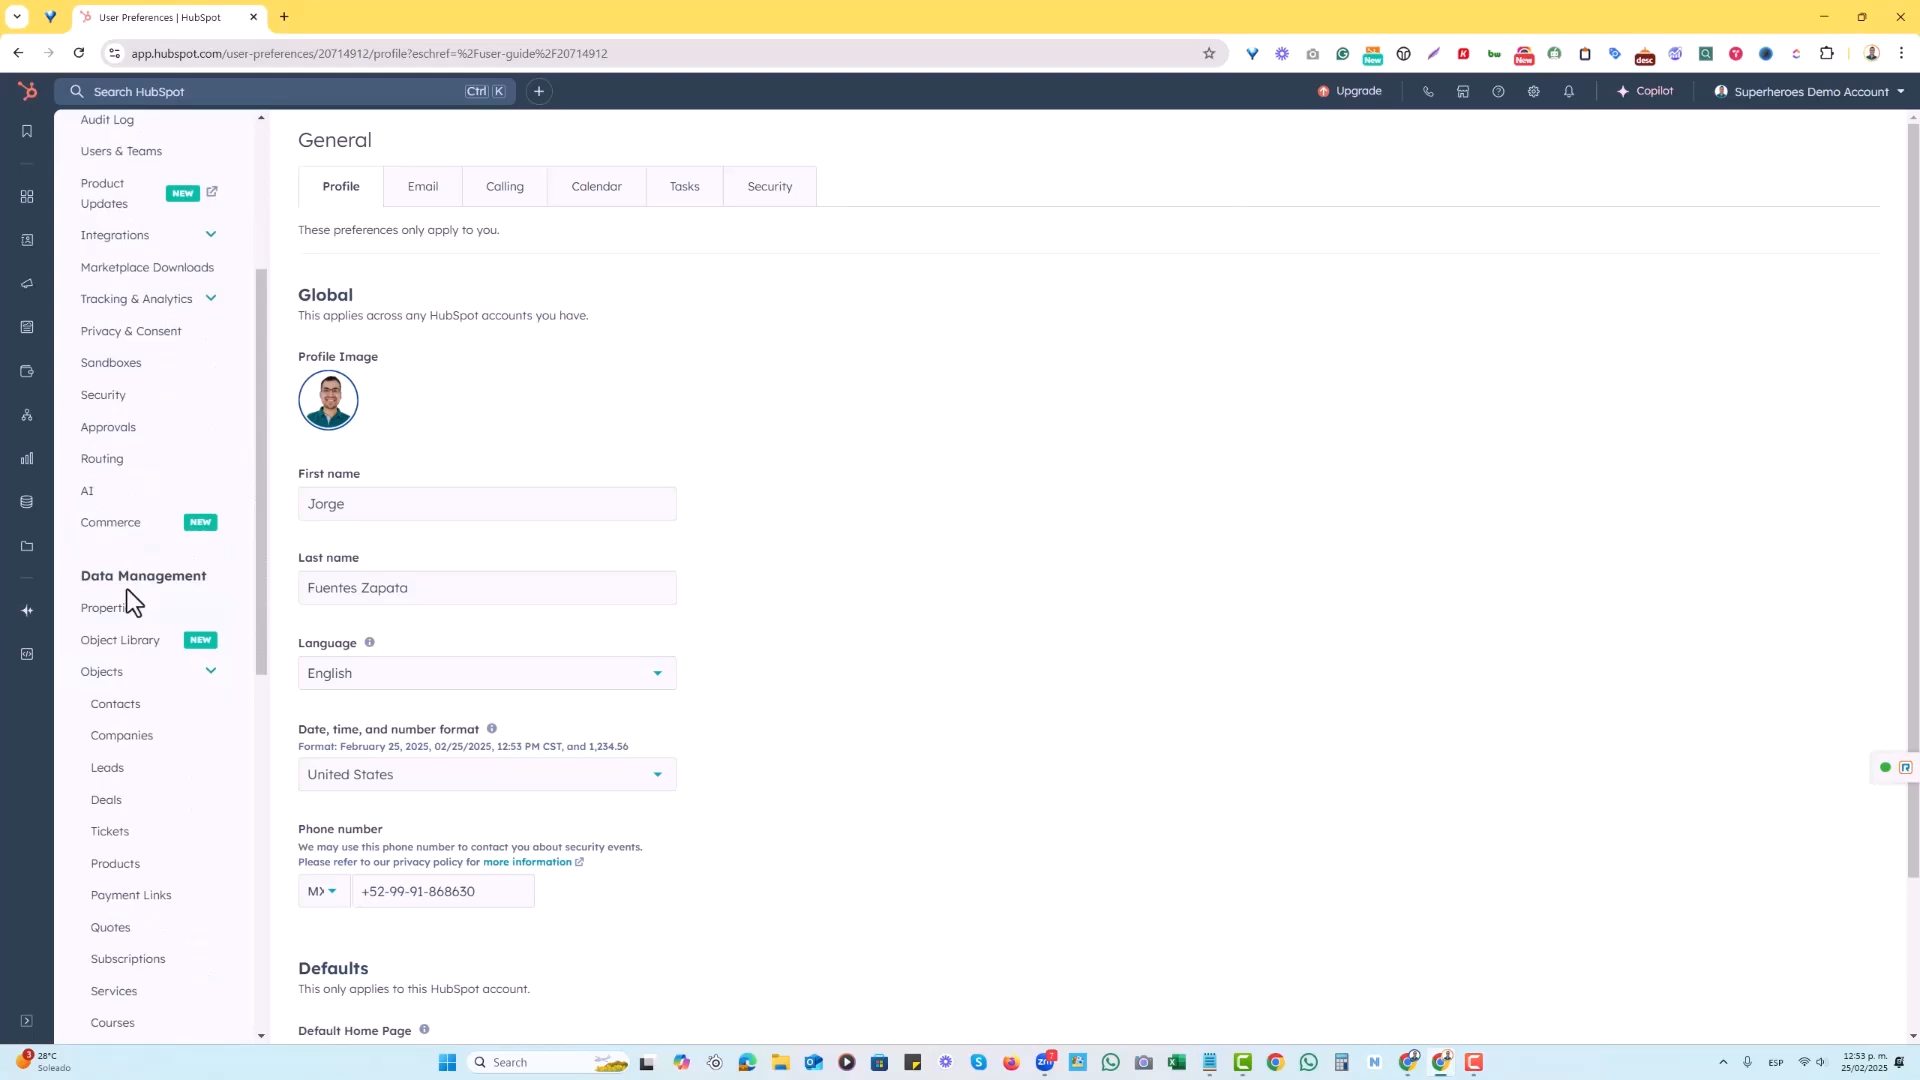 User Preferences | HubSpot
app.hubspot.com/user-preferences/20714912/profile?eschref=%2Fuser-guide%2F20714912
New
New
desc
Search HubSpot
Ctrl K
Upgrade
Copilot
Superheroes Demo Account
Audit Log
Users & Teams
Product Updates
NEW
Integrations
Marketplace Downloads
Tracking & Analytics
Privacy & Consent
Sandboxes
Security
Approvals
Routing
AI
Commerce
NEW
Data Management
Object Library
NEW
Objects
Contacts
Companies
Leads
Deals
Tickets
Products
Payment Links
Quotes
Subscriptions
Services
Courses
General
Profile
Email
Calling
Calendar
Tasks
Security
These preferences only apply to you.
Global
This applies across any HubSpot accounts you have.
Profile Image
First name
Jorge
Last name
Fuentes Zapata
Language
English
Date, time, and number format
Format: February 25, 2025, 02/25/2025, 12:53 PM CST, and 1,234.56
United States
Phone number
We may use this phone number to contact you about security events.
Please refer to our privacy policy for more information
MX
+52-99-91-868630
Defaults
This only applies to this HubSpot account.
Default Home Page
3
28°C
Soleado
Search
7
ESP
12:53 p. m.
25/02/2025